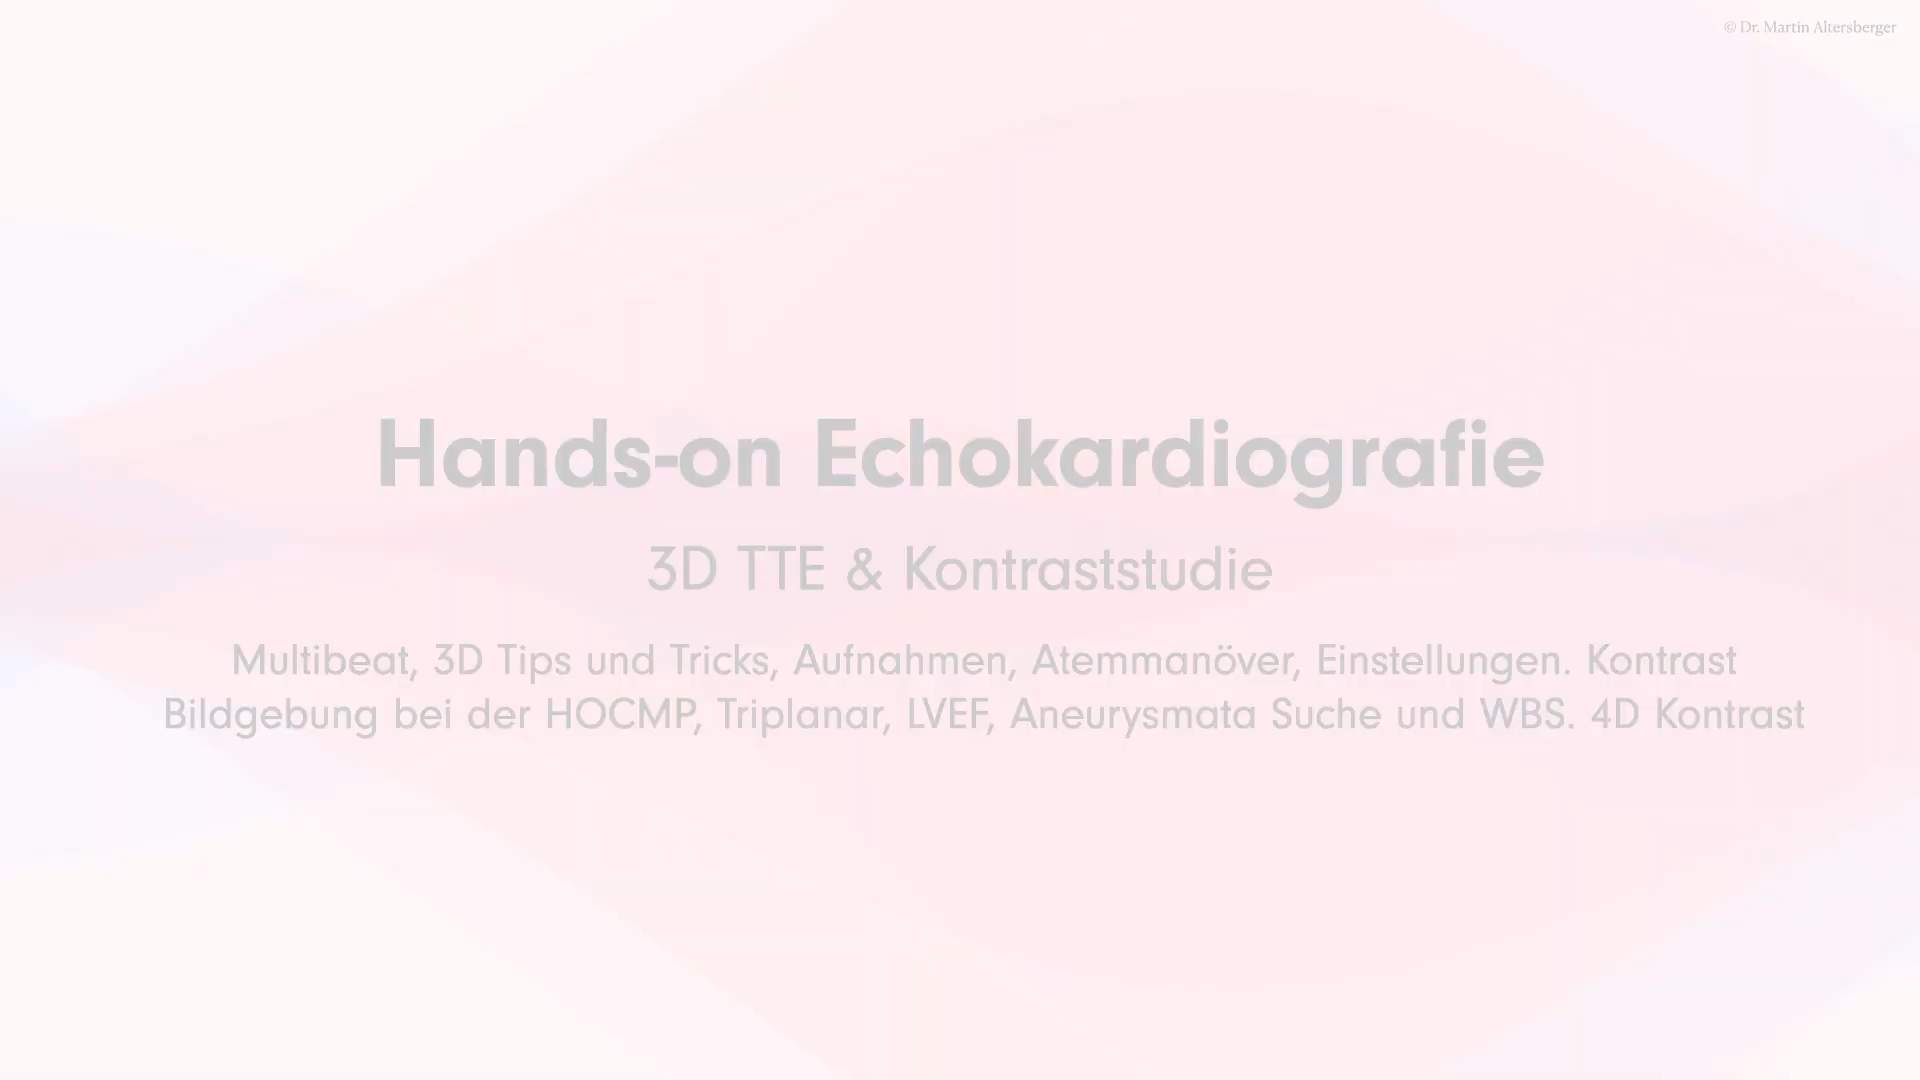 © Dr. Martin Altersberger
Hands-on Echokardiografie
3D TTE & Kontraststudie
Multibeat, 3D Tips und Tricks, Aufnahmen, Atemmanöver, Einstellungen. Kontrast
Bildgebung bei der HOCMP, Triplanar, LVEF, Aneurysmata Suche und WBS. 4D Kontrast